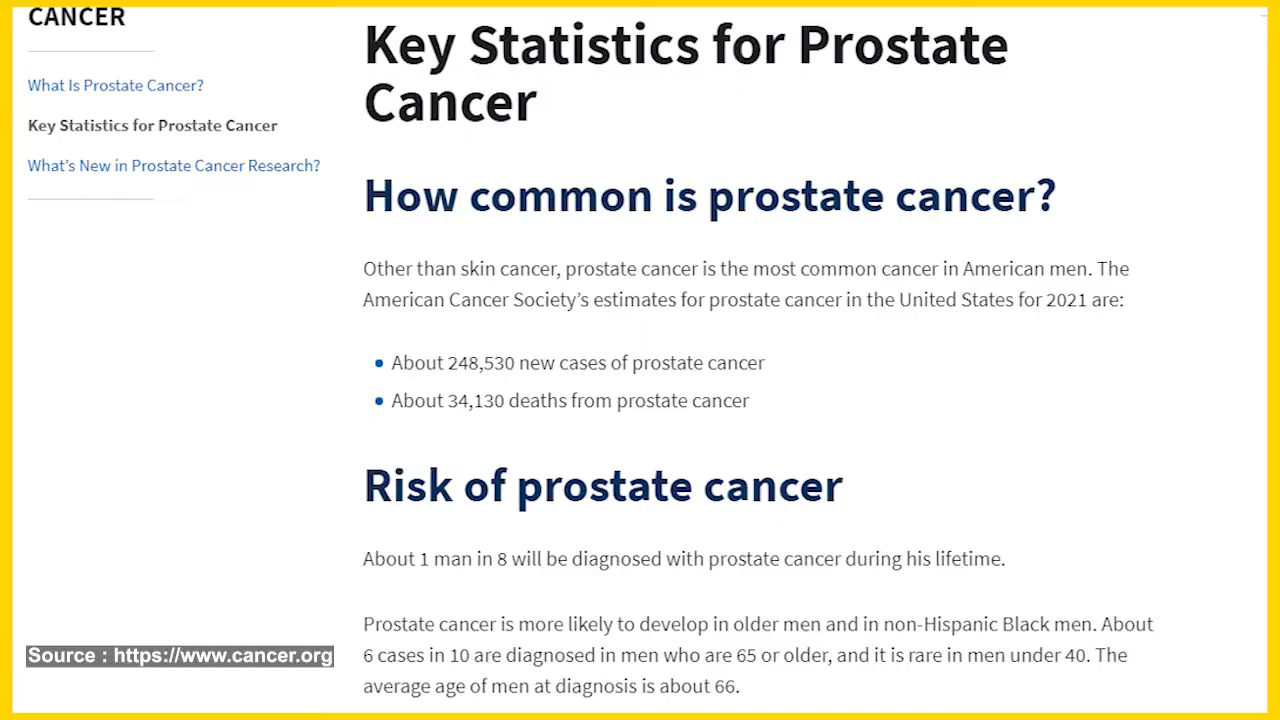 CANCER
What Is Prostate Cancer?
Key Statistics for Prostate Cancer
What's New in Prostate Cancer Research?
Key Statistics for Prostate
Cancer
How common is prostate cancer?
Other than skin cancer, prostate cancer is the most common cancer in American men. The
American Cancer Society's estimates for prostate cancer in the United States for 2021 are:
• About 248,530 new cases of prostate cancer
• About 34,130 deaths from prostate cancer
Risk of prostate cancer
About 1 man in 8 will be diagnosed with prostate cancer during his lifetime.
Prostate cancer is more likely to develop in older men and in non-Hispanic Black men. About
6 cases in 10 are diagnosed in men who are 65 or older, and it is rare in men under 40. The
average age of men at diagnosis is about 66.
Source : https://www.cancer.org